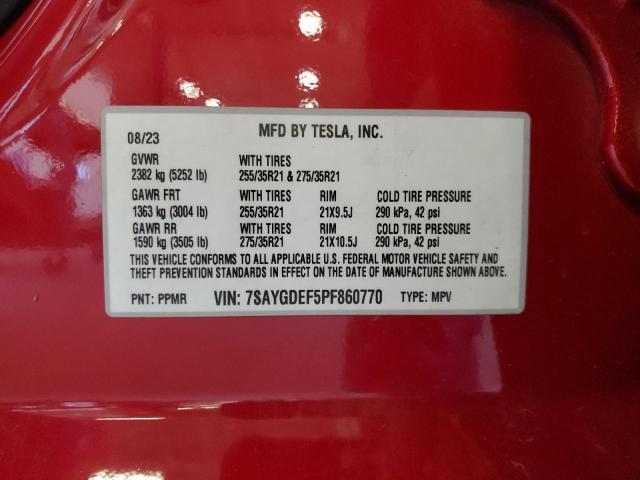 08/23 MFD BY TESLA, INC.
GVWR WITH TIRES
2382 kg (5252 lb) 255/35R21 & 275/35R21
GAWR FRT WITH TIRES RIM COLD TIRE PRESSURE
1363 kg (3004 lb) 255/35R21 21X9.5J 290 kPa, 42 psi
GAWR RR WITH TIRES RIM COLD TIRE PRESSURE
1590 kg (3505 lb) 275/35R21 21X10.5J 290 kPa, 42 psi
THIS VEHICLE CONFORMS TO ALL APPLICABLE U.S. FEDERAL MOTOR VEHICLE SAFETY AND
THEFT PREVENTION STANDARDS IN EFFECT ON THE DATE OF MANUFACTURE SHOWN ABOVE.
PNT: PPMR VIN: 7SAYGDEF5PF860770 TYPE: MPV